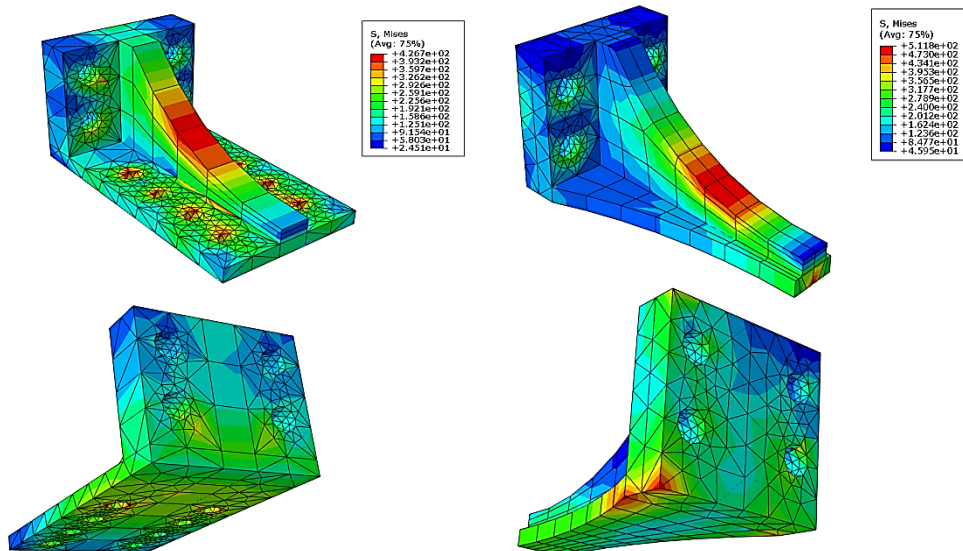 S, Mises
(Avg: 75%)
+4.267e+02
+3.932e+02
+3.597e+02
+3.262e+02
+2.926e+02
+2.591e+02
+2.256e+02
+1.921e+02
+1.586e+02
+1.251e+02
+9.154e+01
+5.803e+01
+2.451e+01
S, Mises
(Avg: 75%)
+5.118e+02
+4.730e+02
+4.341e+02
+3.953e+02
+3.565e+02
+3.177e+02
+2.789e+02
+2.400e+02
+2.012e+02
+1.624e+02
+1.236e+02
+8.477e+01
+4.595e+01